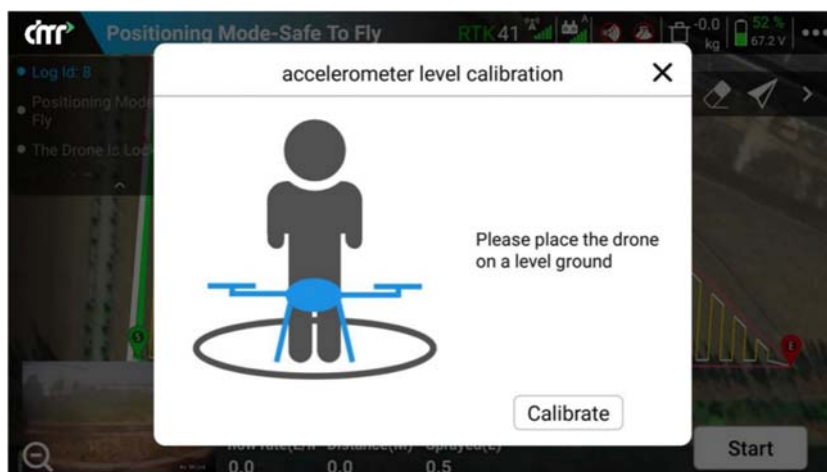 Positioning Mode-Safe To Fly
RTK 41
A
-0.0
kg
52 %
67.2 V
Log Id: 8
Positioning Mode
Fly
The Drone is Lock
accelerometer level calibration
Please place the drone
on a level ground
Calibrate
S
E
Start
0.0
0.0
0.5